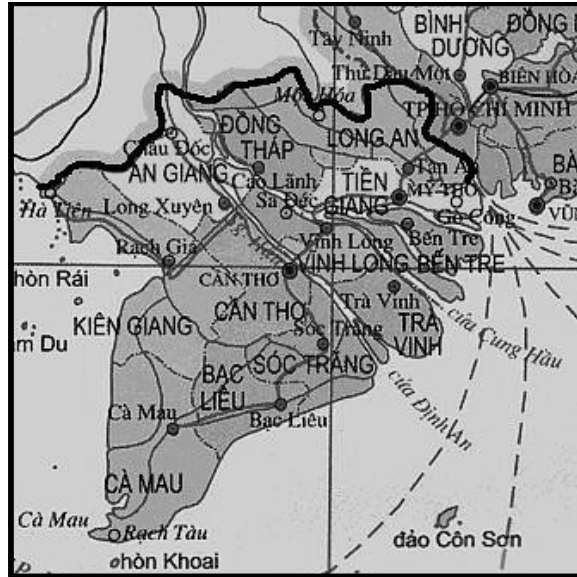 BÌNH
DƯƠNG
ĐỒNG
Tây Ninh
Thủ Dầu Một
BIÊN HÒA
Mộc Hóa
TP HỒ CHÍ MINH
ĐỒNG
THÁP
LONG AN
Châu Đốc
Tân A
BÀ
AN GIANG
Cao Lãnh
TIỀN
GIANG
MỸ THO
Hà Tiên
Long Xuyên
Sa Đéc
Gò Công
VŨ
Rạch Giá
Vĩnh Long
Bến Tre
hòn Rái
CẦN THƠ
VĨNH LONG
BẾN TRE
KIÊN GIANG
CẦN THƠ
Trà Vinh
TRÀ
VINH
cửa Cung Hầu
Sóc Trăng
SÓC TRĂNG
BẠC
LIÊU
Cà Mau
Bạc Liêu
cửa Định An
CÀ MAU
Cà Mau
Rạch Tàu
hòn Khoai
đảo Côn Sơn